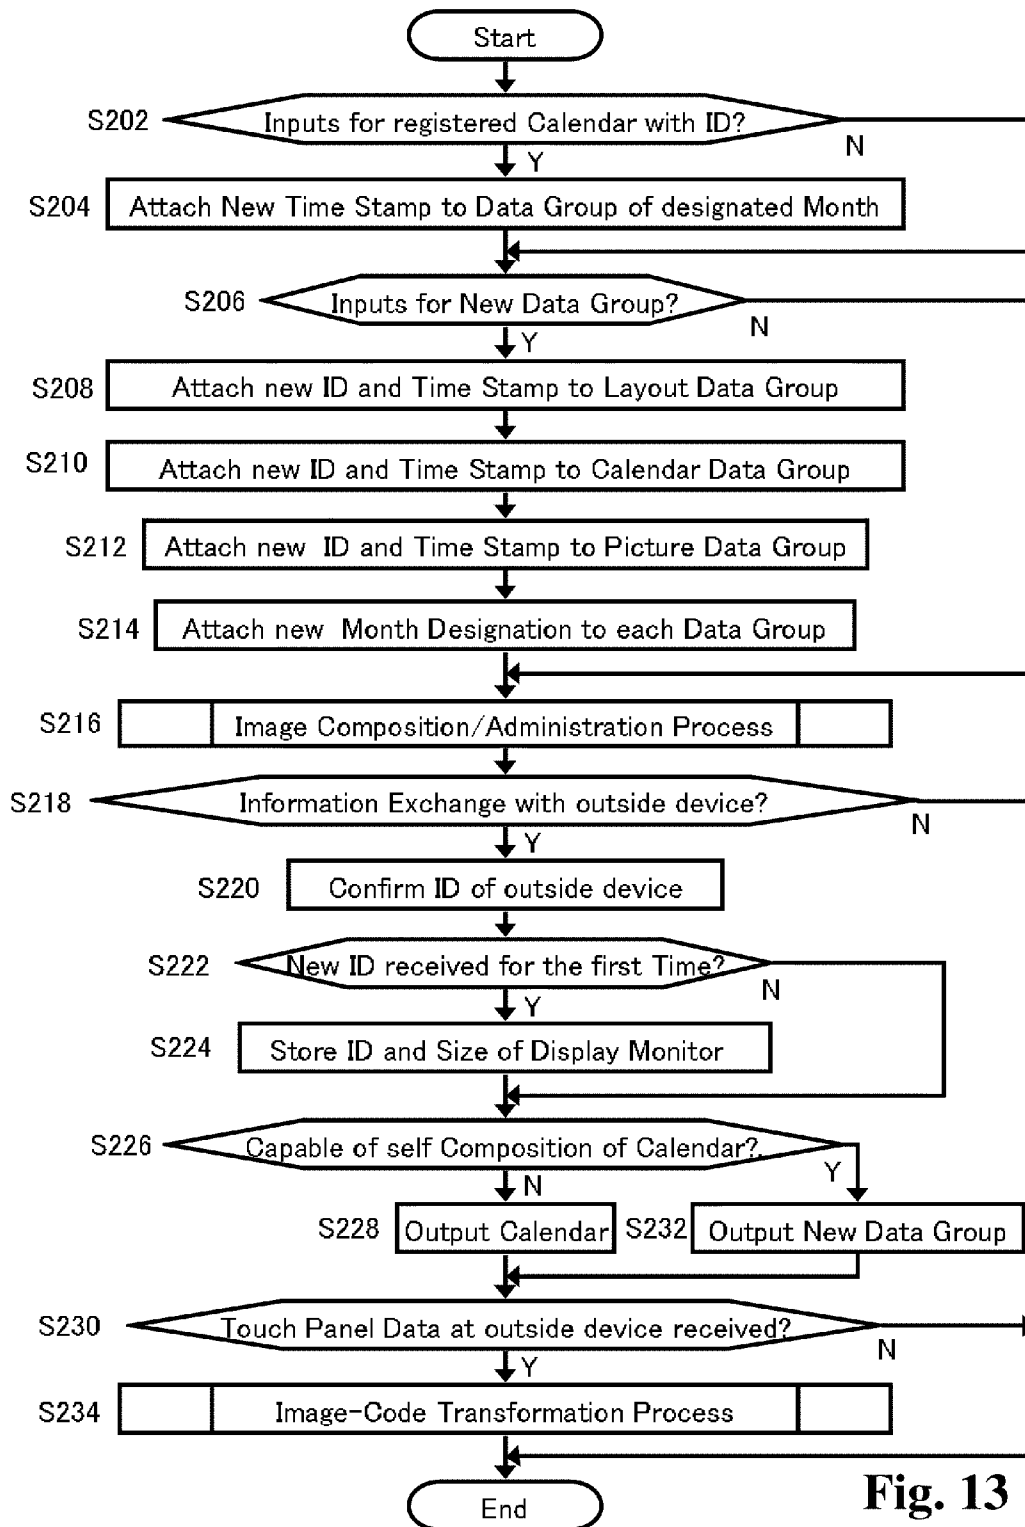 Start
S202
Inputs for registered Calendar with ID?
N
Y
S204
Attach New Time Stamp to Data Group of designated Month
S206
Inputs for New Data Group?
N
Y
S208
Attach new ID and Time Stamp to Layout Data Group
S210
Attach new ID and Time Stamp to Calendar Data Group
S212
Attach new ID and Time Stamp to Picture Data Group
S214
Attach new Month Designation to each Data Group
S216
Image Composition/Administration Process
S218
Information Exchange with outside device?
N
Y
S220
Confirm ID of outside device
S222
New ID received for the first Time?
N
Y
S224
Store ID and Size of Display Monitor
S226
Capable of self Composition of Calendar?.
Y
N
S228
Output Calendar
S232
Output New Data Group
S230
Touch Panel Data at outside device received?
N
Y
S234
Image-Code Transformation Process
End
Fig. 13